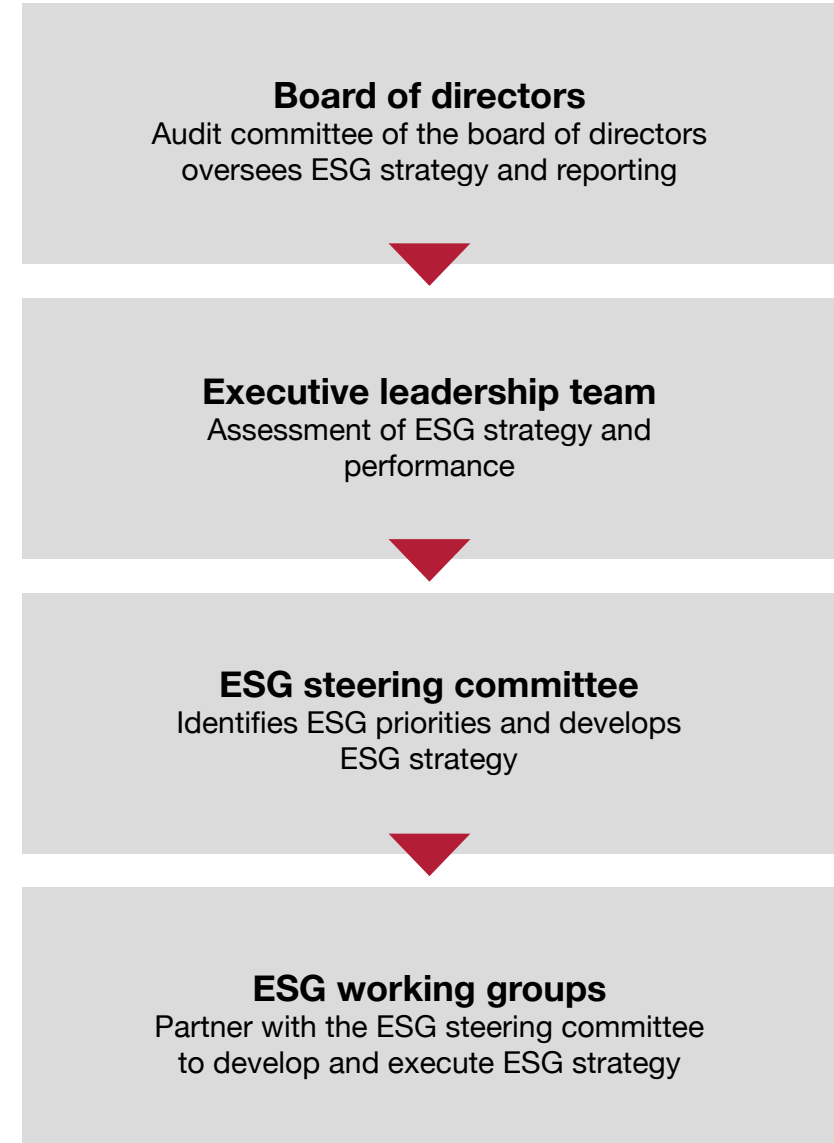 Board of directors
Audit committee of the board of directors
oversees ESG strategy and reporting
Executive leadership team
Assessment of ESG strategy and
performance
ESG steering committee
Identifies ESG priorities and develops
ESG strategy
ESG working groups
Partner with the ESG steering committee
to develop and execute ESG strategy